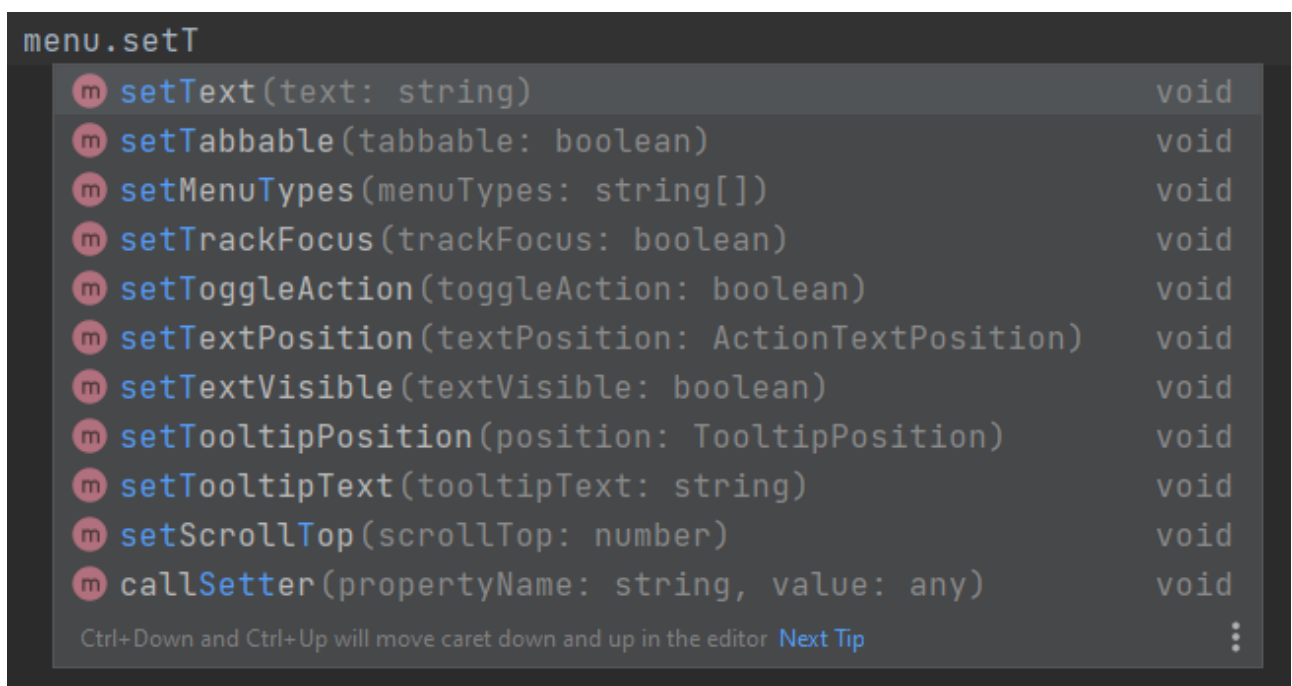 menu.setT
m setText(text: string) void
m setTabbable(tabbable: boolean) void
m setMenuTypes(menuTypes: string[]) void
m setTrackFocus(trackFocus: boolean) void
m setToggleAction(toggleAction: boolean) void
m setTextPosition(textPosition: ActionTextPosition) void
m setTextVisible(textVisible: boolean) void
m setTooltipPosition(position: TooltipPosition) void
m setTooltipText(tooltipText: string) void
m setScrollTop(scrollTop: number) void
m callSetter(propertyName: string, value: any) void
Ctrl+Down and Ctrl+Up will move caret down and up in the editor Next Tip